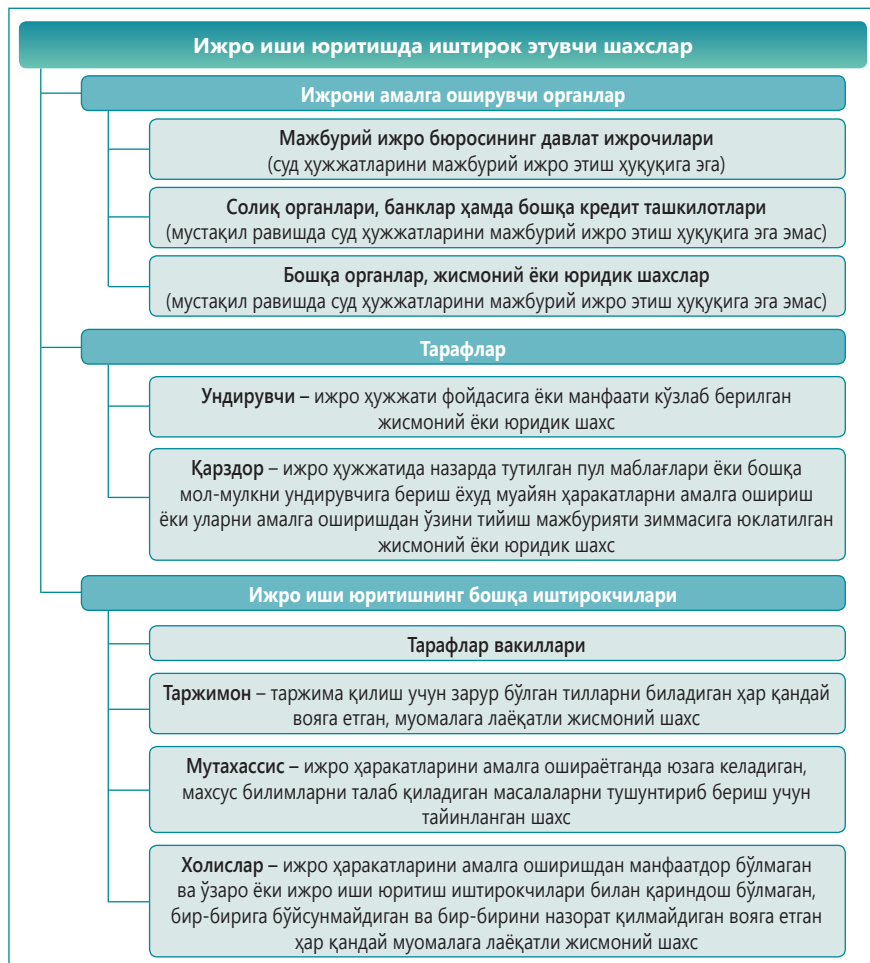 Ижро иши юритишда иштирок этувчи шахслар
Ижрони амалга оширувчи органлар
Мажбурий ижро бюросининг давлат ижрочилари
(суд ҳужжатларини мажбурий ижро этиш ҳуқуқига эга)
Солиқ органлари, банклар ҳамда бошқа кредит ташкилотлари
(мустақил равишда суд ҳужжатларини мажбурий ижро этиш ҳуқуқига эга эмас)
Бошқа органлар, жисмоний ёки юридик шахслар
(мустақил равишда суд ҳужжатларини мажбурий ижро этиш ҳуқуқига эга эмас)
Тарафлар
Ундирувчи – ижро ҳужжати фойдасига ёки манфаати кўзлаб берилган
жисмоний ёки юридик шахс
Қарздор – ижро ҳужжатида назарда тутилган пул маблағлари ёки бошқа
мол-мулкни ундирувчига бериш ёхуд муайян ҳаракатларни амалга ошириш
ёки уларни амалга оширишдан ўзини тийиш мажбурияти зиммасига юклатилган
жисмоний ёки юридик шахс
Ижро иши юритишнинг бошқа иштирокчилари
Тарафлар вакиллари
Таржимон – таржима қилиш учун зарур бўлган тилларни биладиган ҳар қандай
вояга етган, муомалага лаёқатли жисмоний шахс
Мутахассис – ижро ҳаракатларини амалга ошираётганда юзага келадиган,
махсус билимларни талаб қиладиган масалаларни тушунтириб бериш учун
тайинланган шахс
Холислар – ижро ҳаракатларини амалга оширишдан манфаатдор бўлмаган
ва ўзаро ёки ижро иши юритиш иштирокчилари билан қариндош бўлмаган,
бир-бирига бўйсунмайдиган ва бир-бирини назорат қилмайдиган вояга етган
ҳар қандай муомалага лаёқатли жисмоний шахс